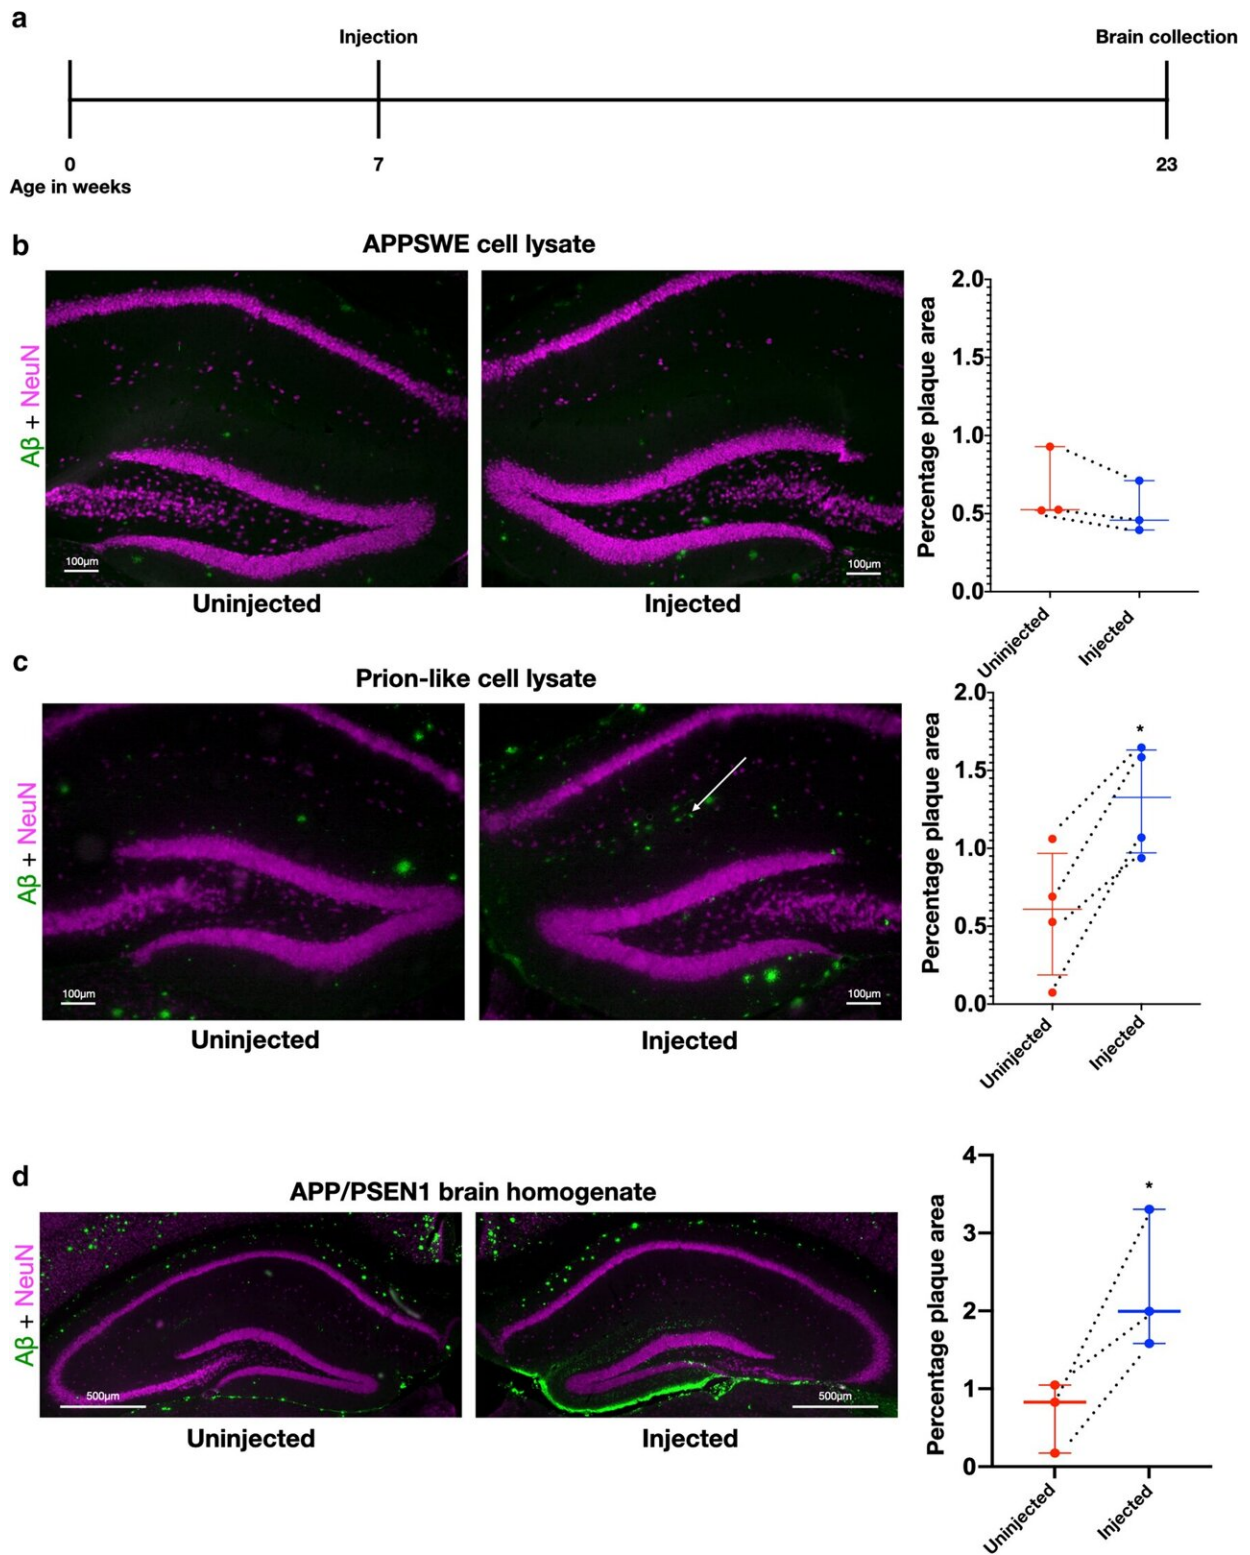 a
Injection
Brain collection
0
7
23
Age in weeks
b
APPSWE cell lysate
Aβ + NeuN
100µm
100µm
Uninjected
Injected
Percentage plaque area
2.0
1.5
1.0
0.5
0.0
Uninjected
Injected
c
Prion-like cell lysate
Aβ + NeuN
100µm
100µm
Uninjected
Injected
Percentage plaque area
2.0
1.5
1.0
0.5
0.0
*
Uninjected
Injected
d
APP/PSEN1 brain homogenate
Aβ + NeuN
500µm
500µm
Uninjected
Injected
Percentage plaque area
4
3
2
1
0
*
Uninjected
Injected